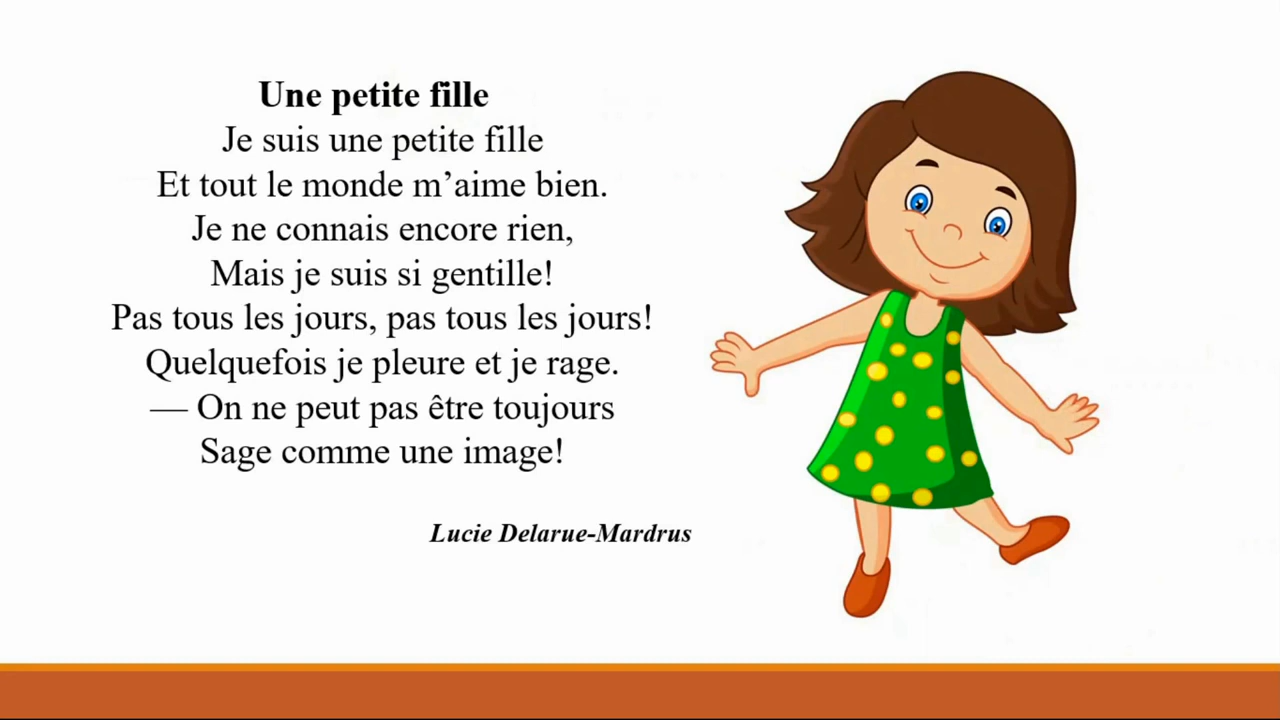 Une petite fille
Je suis une petite fille
Et tout le monde m’aime bien.
Je ne connais encore rien,
Mais je suis si gentille!
Pas tous les jours, pas tous les jours!
Quelquefois je pleure et je rage.
— On ne peut pas être toujours
Sage comme une image!
Lucie Delarue-Mardrus